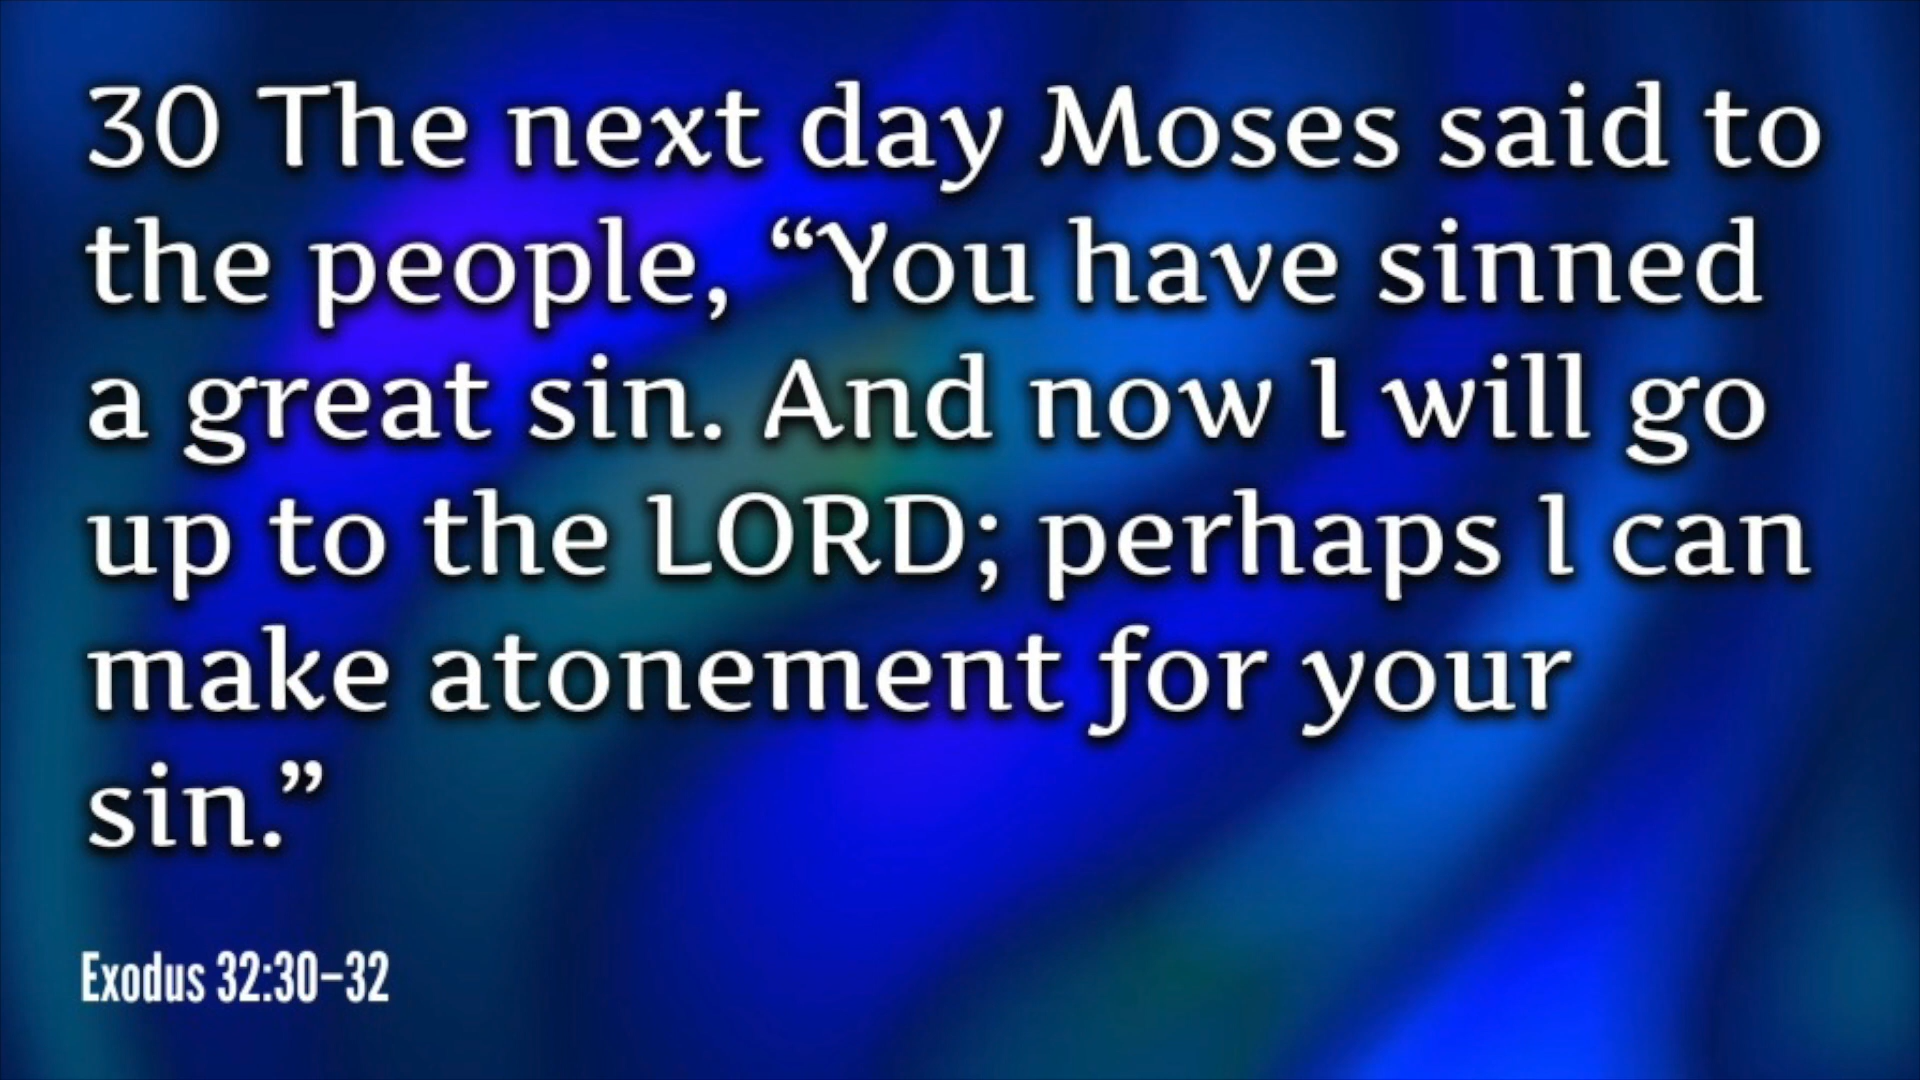 30 The next day Moses said to
the people, “You have sinned
a great sin. And now I will go
up to the LORD; perhaps I can
make atonement for your
sin.”
Exodus 32:30–32